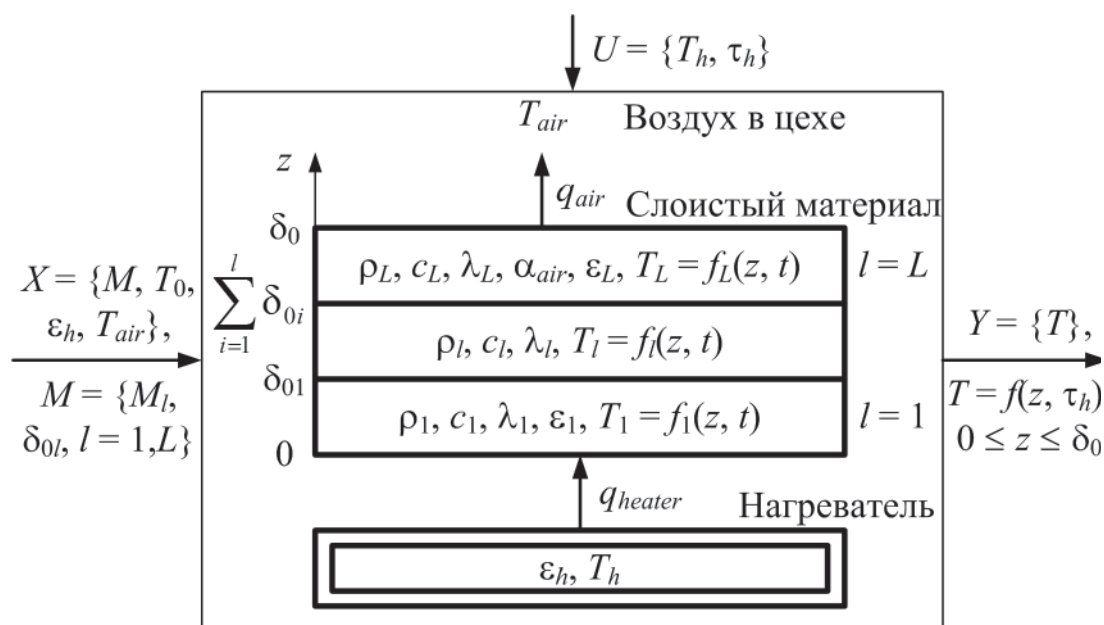 U = {T_h, τ_h}
T_air Воздух в цехе
z
q_air Слоистый материал
δ_0
ρ_L, c_L, λ_L, α_air, ε_L, T_L = f_L(z, t) l = L
X = {M, T_0,
ε_h, T_air},
M = {M_l,
δ_0l, l = 1,L}
∑_{i=1}^{l} δ_0i
ρ_l, c_l, λ_l, T_l = f_l(z, t)
δ_01
ρ_1, c_1, λ_1, ε_1, T_1 = f_1(z, t) l = 1
0
Y = {T},
T = f(z, τ_h)
0 ≤ z ≤ δ_0
q_heater Нагреватель
ε_h, T_h